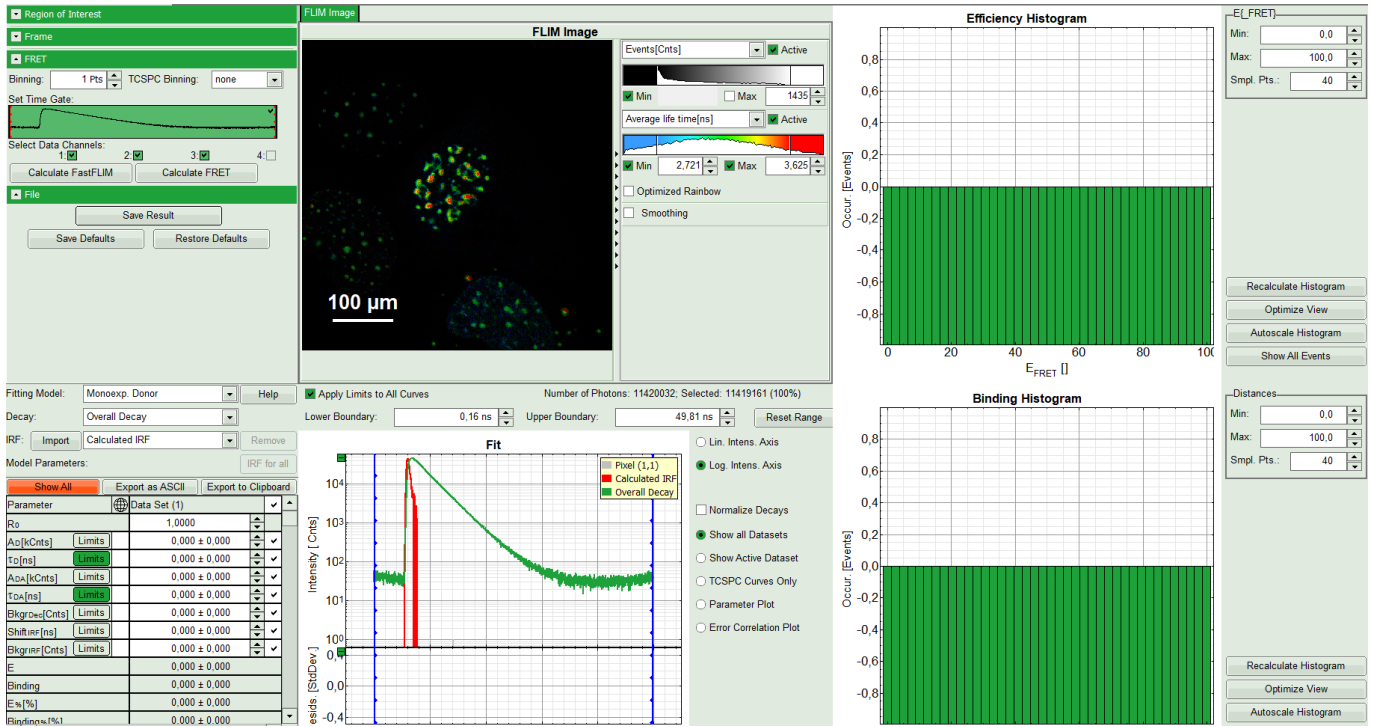 Region of Interest
Frame
FRET
Binning: 1 Pts TCSPC Binning: none
Set Time Gate:
Select Data Channels:
1: 2: 3: 4:
Calculate FastFLIM Calculate FRET
File
Save Result
Save Defaults Restore Defaults
FLIM Image
FLIM Image
100 µm
Events[Cnts] Active
Min Max 1435
Average life time[ns] Active
Min 2,721 Max 3,625
Optimized Rainbow
Smoothing
Efficiency Histogram
Occur. [Events]
0,8
0,6
0,4
0,2
0,0
-0,2
-0,4
-0,6
-0,8
0 20 40 60 80 100
E_FRET []
E{_FRET}
Min: 0,0
Max: 100,0
Smpl. Pts.: 40
Recalculate Histogram
Optimize View
Autoscale Histogram
Show All Events
Fitting Model: Monoexp. Donor Help
Decay: Overall Decay
IRF: Import Calculated IRF Remove
Model Parameters: IRF for all
Show All Export as ASCII Export to Clipboard
Parameter Data Set (1)
R0 1,0000
AD[kCnts] Limits 0,000 ± 0,000
τD[ns] Limits 0,000 ± 0,000
ADA[kCnts] Limits 0,000 ± 0,000
τDA[ns] Limits 0,000 ± 0,000
BkgrDec[Cnts] Limits 0,000 ± 0,000
ShiftIRF[ns] Limits 0,000 ± 0,000
BkgrIRF[Cnts] Limits 0,000 ± 0,000
E 0,000 ± 0,000
Binding 0,000 ± 0,000
E%[%] 0,000 ± 0,000
Binding%[%] 0,000 ± 0,000
Apply Limits to All Curves Number of Photons: 11420032; Selected: 11419161 (100%)
Lower Boundary: 0,16 ns Upper Boundary: 49,81 ns Reset Range
Fit
Intensity [ Cnts]
10⁴
10³
10²
10¹
10⁰
Pixel (1,1)
Calculated IRF
Overall Decay
esids. [StdDev.]
0,4
0,0
-0,4
Lin. Intens. Axis
Log. Intens. Axis
Normalize Decays
Show all Datasets
Show Active Dataset
TCSPC Curves Only
Parameter Plot
Error Correlation Plot
Binding Histogram
Occur. [Events]
0,8
0,6
0,4
0,2
0,0
-0,2
-0,4
-0,6
-0,8
Distances
Min: 0,0
Max: 100,0
Smpl. Pts.: 40
Recalculate Histogram
Optimize View
Autoscale Histogram